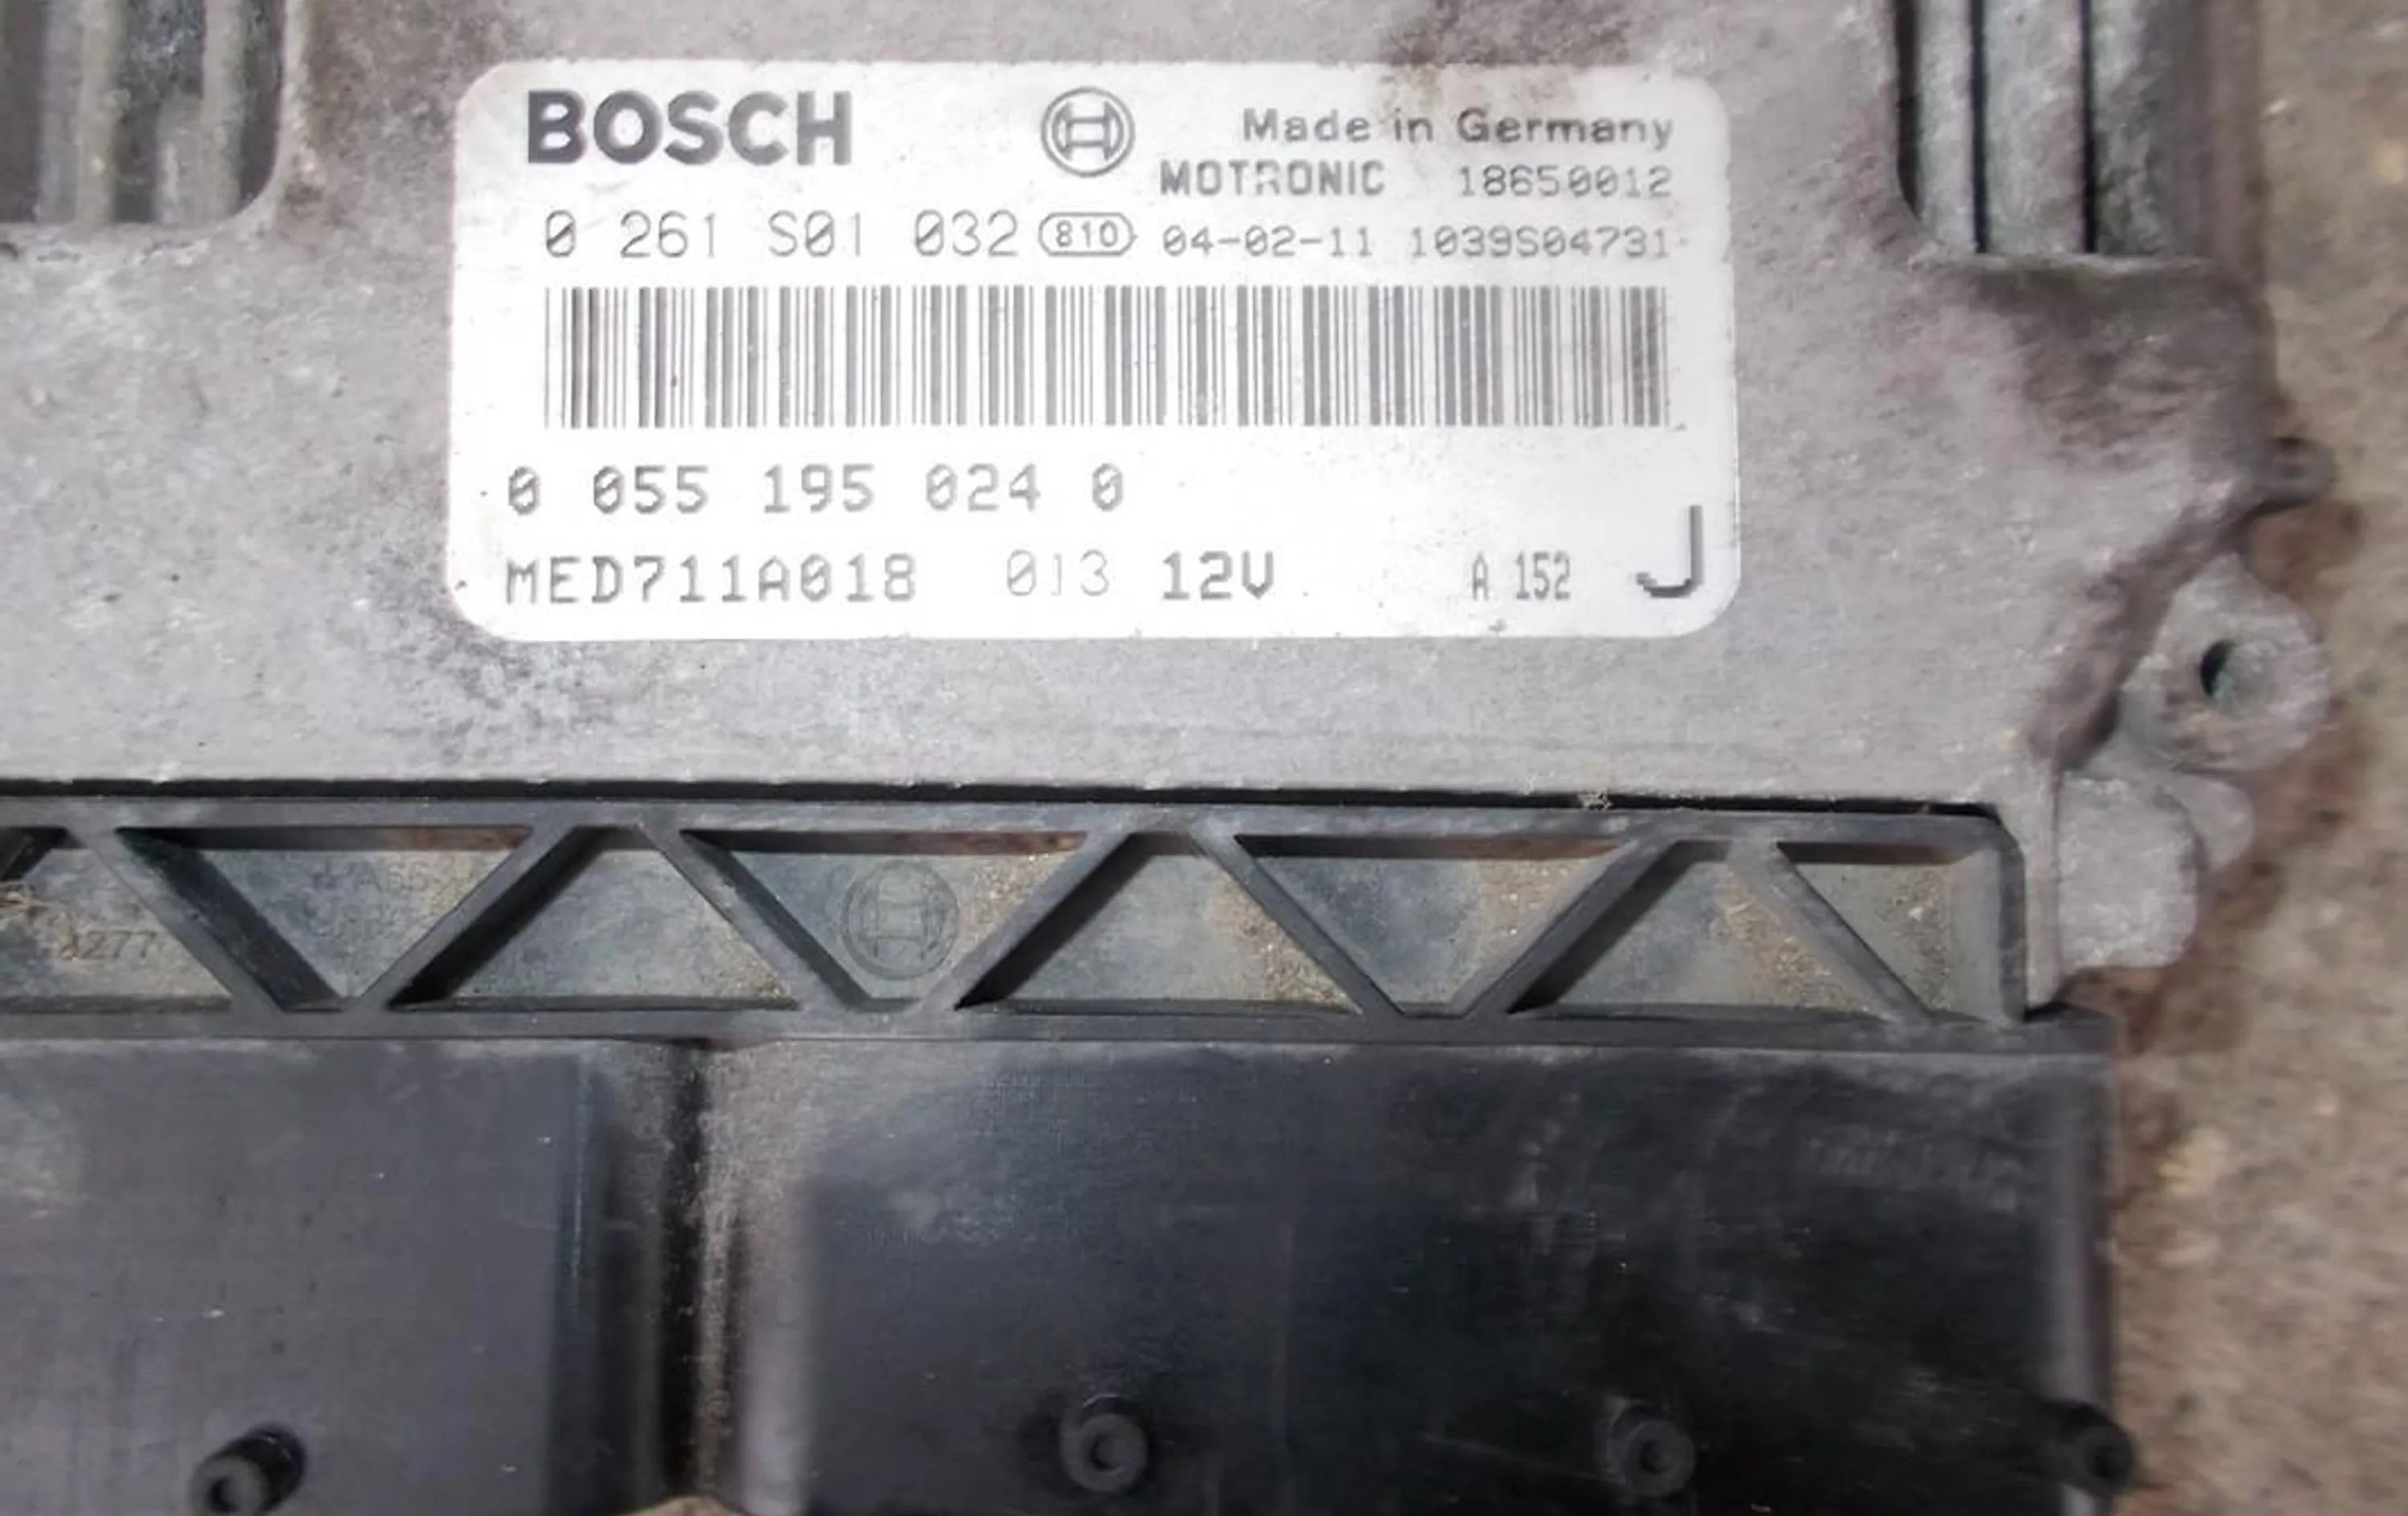 BOSCH
Made in Germany
MOTRONIC 18650012
0 261 S01 032 810 04-02-11 1039S04731
0 055 195 024 0
MED711A018 013 12V A 152 J
8277